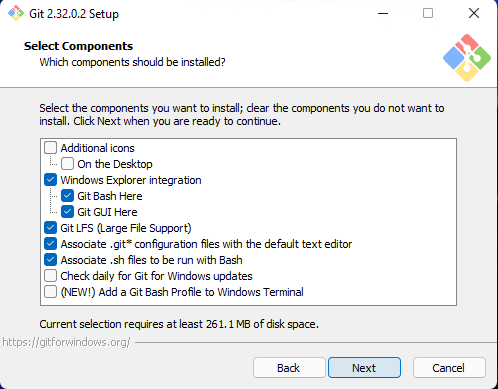 Git 2.32.0.2 Setup
Select Components
Which components should be installed?
Select the components you want to install; clear the components you do not want to
install. Click Next when you are ready to continue.
Additional icons
On the Desktop
Windows Explorer integration
Git Bash Here
Git GUI Here
Git LFS (Large File Support)
Associate .git* configuration files with the default text editor
Associate .sh files to be run with Bash
Check daily for Git for Windows updates
(NEW!) Add a Git Bash Profile to Windows Terminal
Current selection requires at least 261.1 MB of disk space.
https://gitforwindows.org/
Back
Next
Cancel